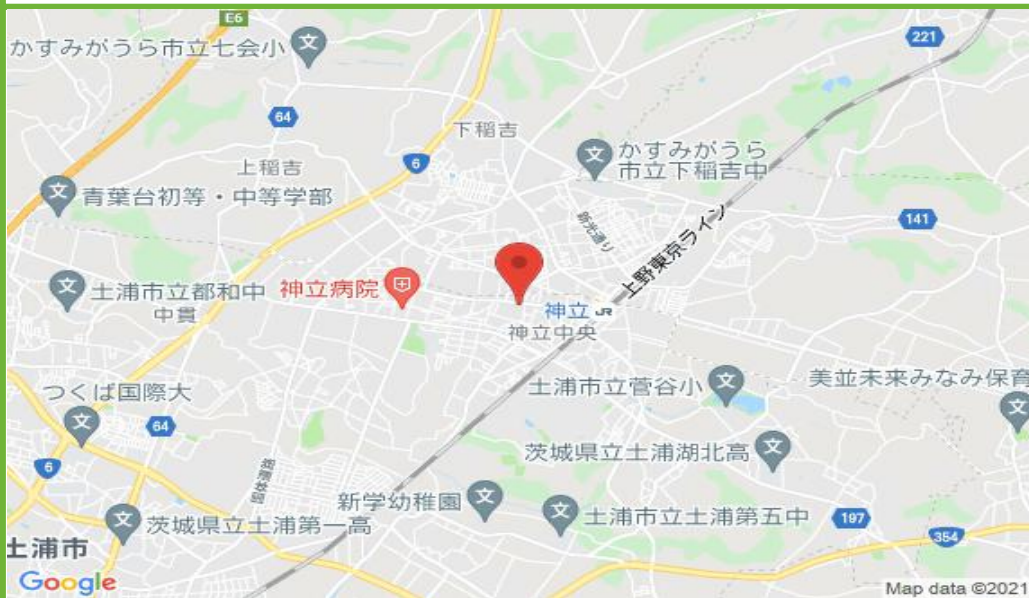 E6
かすみがうら市立七会小
221
64
下稲吉
かすみがうら
市立下稲吉中
6
上稲吉
青葉台初等・中等学部
新光通り
141
上野東京ライン
土浦市立都和中
中貫
神立病院
神立
JR
神立中央
土浦市立菅谷小
美並未来みなみ保育
つくば国際大
64
茨城県立土浦湖北高
6
新学幼稚園
茨城県立土浦第一高
土浦市立土浦第五中
197
354
土浦市
Google
Map data ©2021